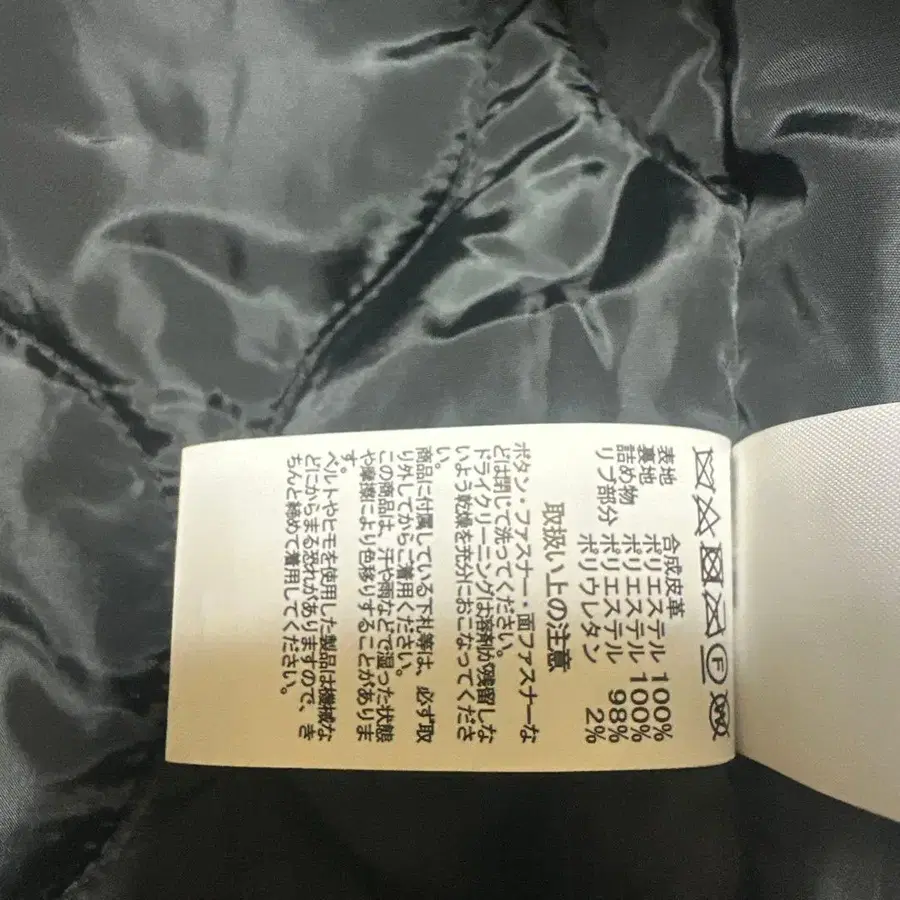 表地 合成皮革
裏地 ポリエステル 100%
詰め物 ポリエステル 100%
リブ部分 ポリエステル 98%
ポリウレタン 2%
取扱い上の注意
ボタン・ファスナー・面ファスナーな
どは閉じて洗ってください。
ドライクリーニングは溶剤が残留しな
いよう乾燥を充分におこなってくださ
い。
商品に付属している下札等は、必ず取
り外してからご着用ください。
この商品は、汗や雨などで湿った状態
や摩擦により色移りすることがありま
す。
ベルトやヒモを使用した製品は機械な
どにからまる恐れがありますので、き
ちんと締めて着用してください。
F